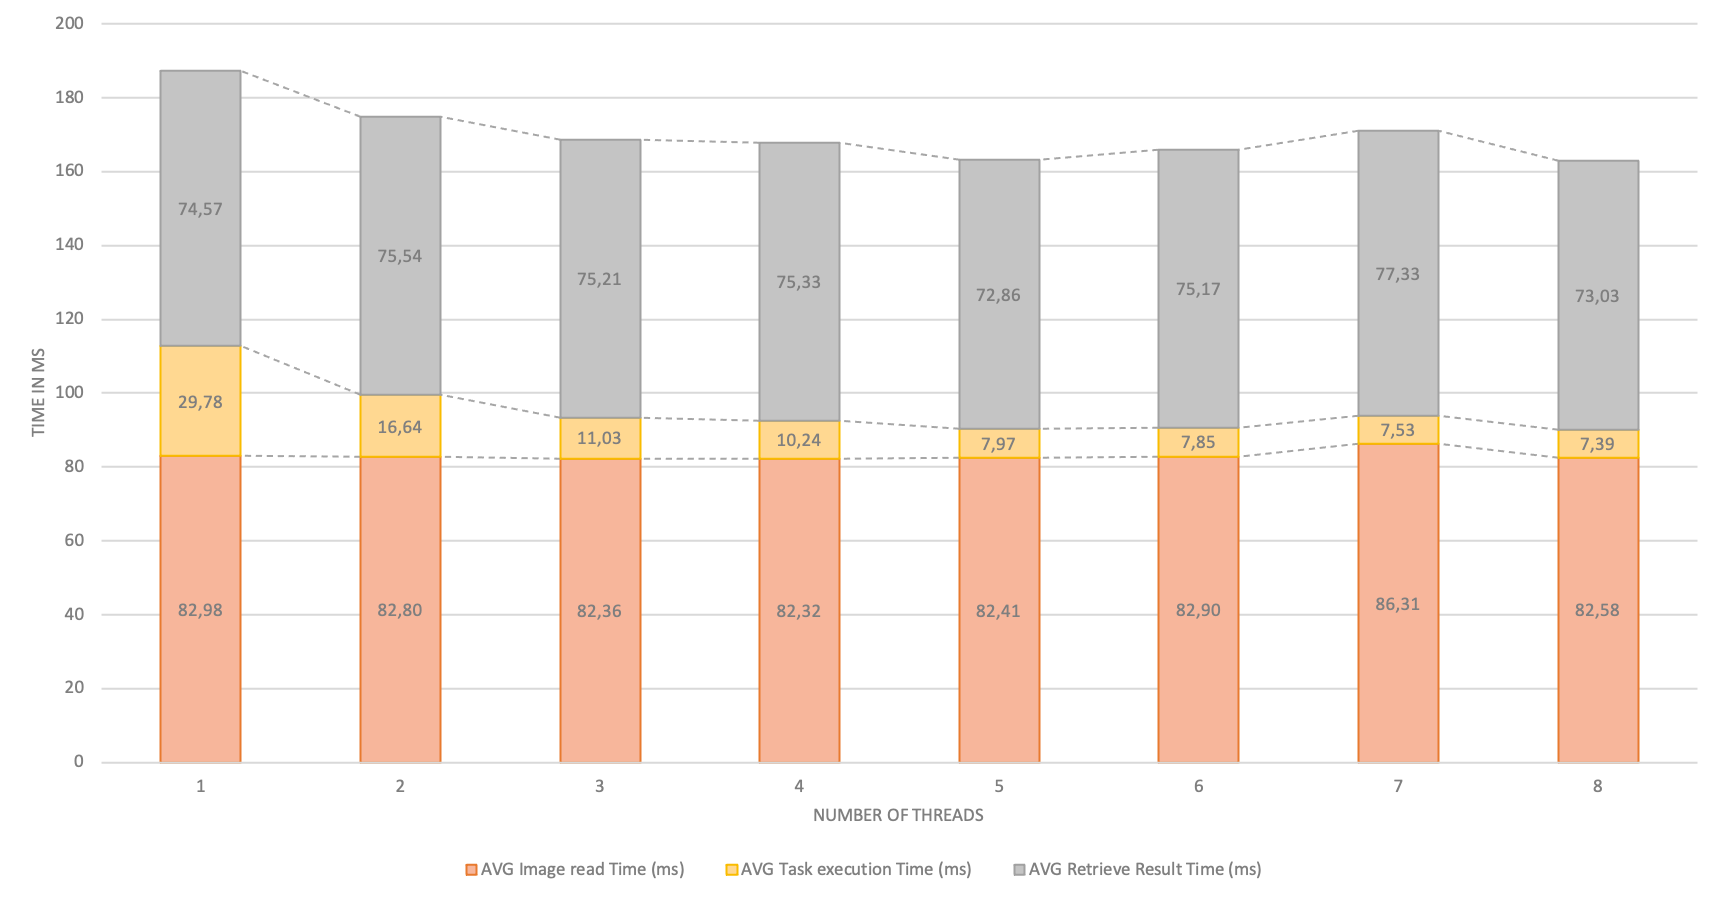 200
180
160
140
120
100
80
60
40
20
0
TIME IN MS
74,57 75,54 75,21 75,33 72,86 75,17 77,33 73,03
29,78 16,64 11,03 10,24 7,97 7,85 7,53 7,39
82,98 82,80 82,36 82,32 82,41 82,90 86,31 82,58
1 2 3 4 5 6 7 8
NUMBER OF THREADS
AVG Image read Time (ms) AVG Task execution Time (ms) AVG Retrieve Result Time (ms)